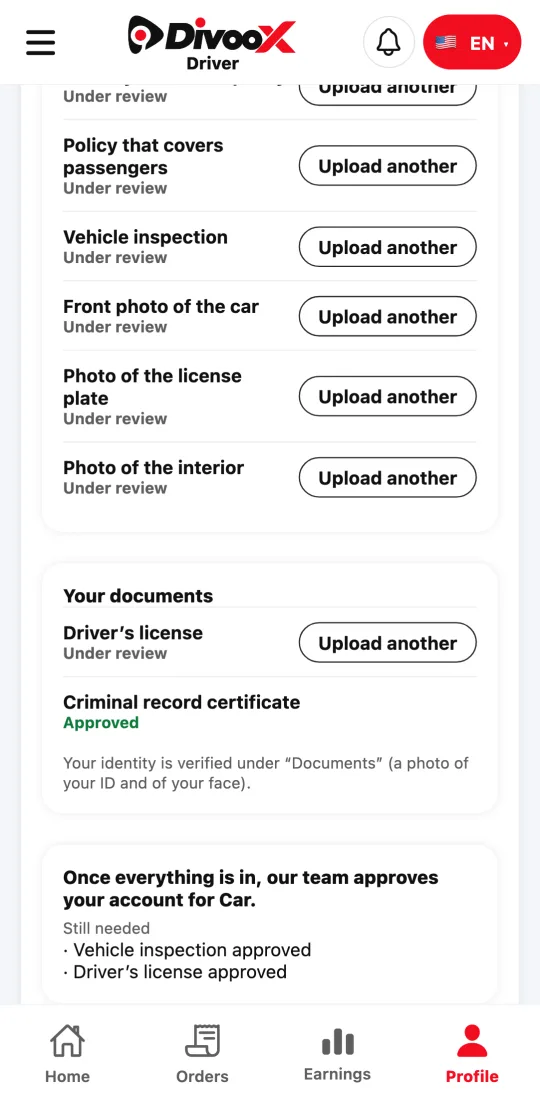 DivooX
Driver
EN
Under review
Upload another
Policy that covers
passengers
Under review
Upload another
Vehicle inspection
Under review
Upload another
Front photo of the car
Under review
Upload another
Photo of the license
plate
Under review
Upload another
Photo of the interior
Under review
Upload another
Your documents
Driver’s license
Under review
Upload another
Criminal record certificate
Approved
Your identity is verified under “Documents” (a photo of
your ID and of your face).
Once everything is in, our team approves
your account for Car.
Still needed
· Vehicle inspection approved
· Driver’s license approved
Home
Orders
Earnings
Profile